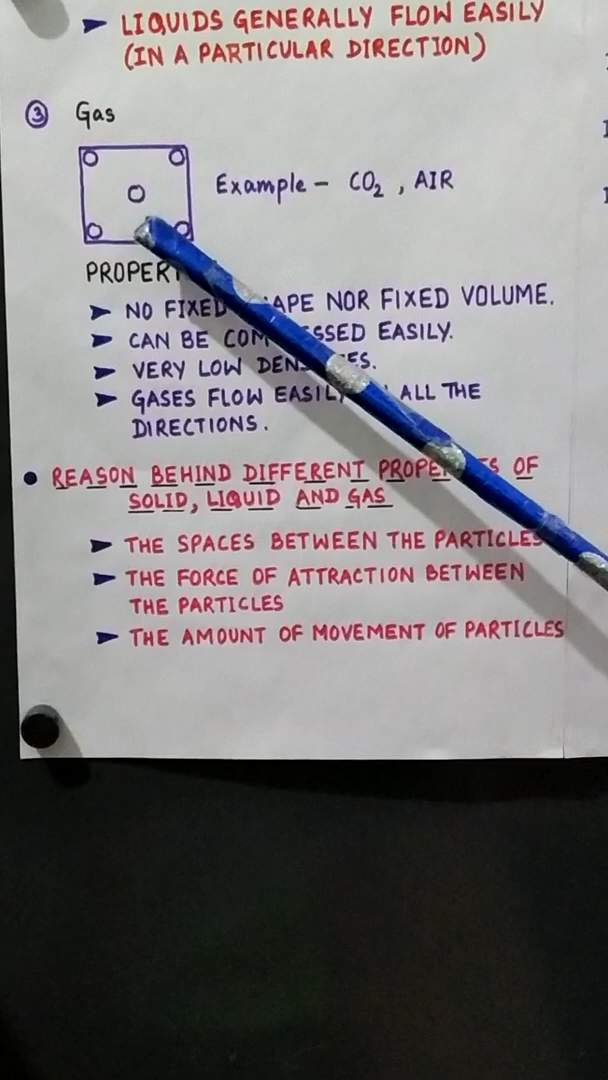 ➤ LIQUIDS GENERALLY FLOW EASILY
(IN A PARTICULAR DIRECTION)
③ Gas
Example - CO₂ , AIR
➤ NO FIXED NOR FIXED VOLUME.
➤ CAN BE EASILY.
➤ VERY LOW
➤ GASES FLOW ALL THE
DIRECTIONS.
• REASON BEHIND DIFFERENT OF
SOLID, LIQUID AND GAS
➤ THE SPACES BETWEEN THE PARTICLES
➤ THE FORCE OF ATTRACTION BETWEEN
THE PARTICLES
➤ THE AMOUNT OF MOVEMENT OF PARTICLES